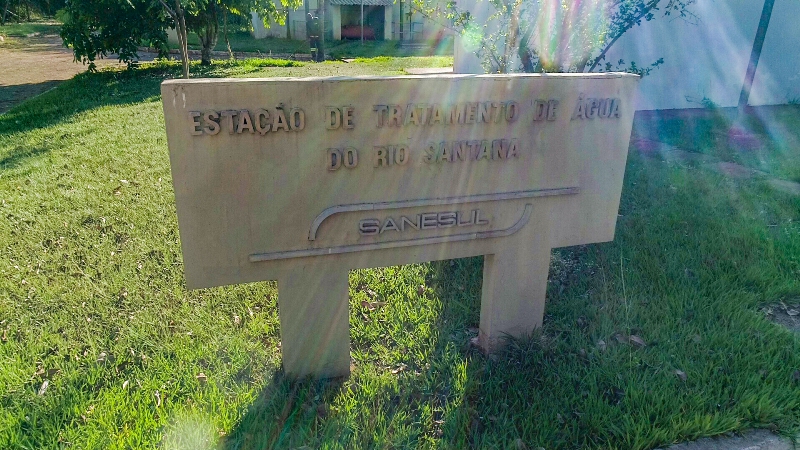 ESTAÇÃO DE TRATAMENTO DE ÁGUA
DO RIO SANTANA
SANESUL